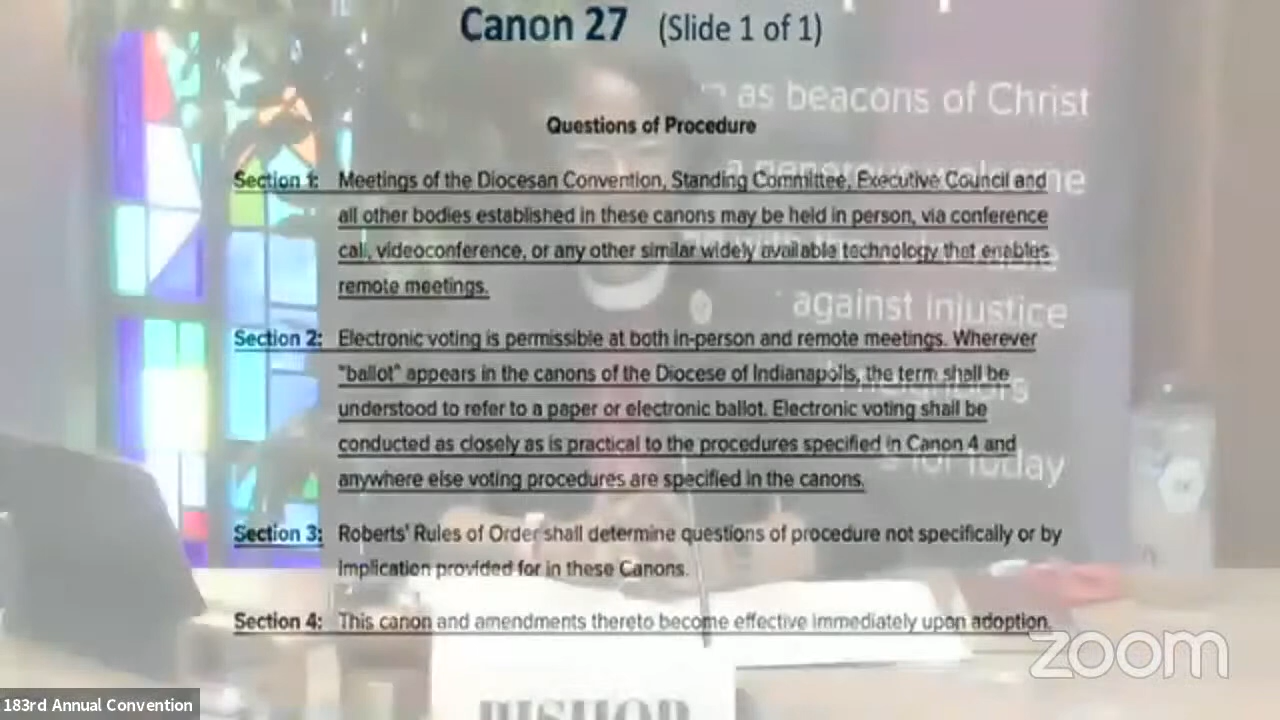 Canon 27 (Slide 1 of 1)
as beacons of Christ
Questions of Procedure
a generous welcome
Section 1: Meetings of the Diocesan Convention, Standing Committee, Executive Council and
all other bodies established in these canons may be held in person, via conference
call, videoconference, or any other similar widely available technology that enables
remote meetings.
against injustice
Section 2: Electronic voting is permissible at both in-person and remote meetings. Wherever
"ballot" appears in the canons of the Diocese of Indianapolis, the term shall be
understood to refer to a paper or electronic ballot. Electronic voting shall be
conducted as closely as is practical to the procedures specified in Canon 4 and
anywhere else voting procedures are specified in the canons.
neighbors
for today
Section 3: Roberts' Rules of Order shall determine questions of procedure not specifically or by
implication provided for in these Canons.
Section 4: This canon and amendments thereto become effective immediately upon adoption.
zoom
BISHOP
183rd Annual Convention